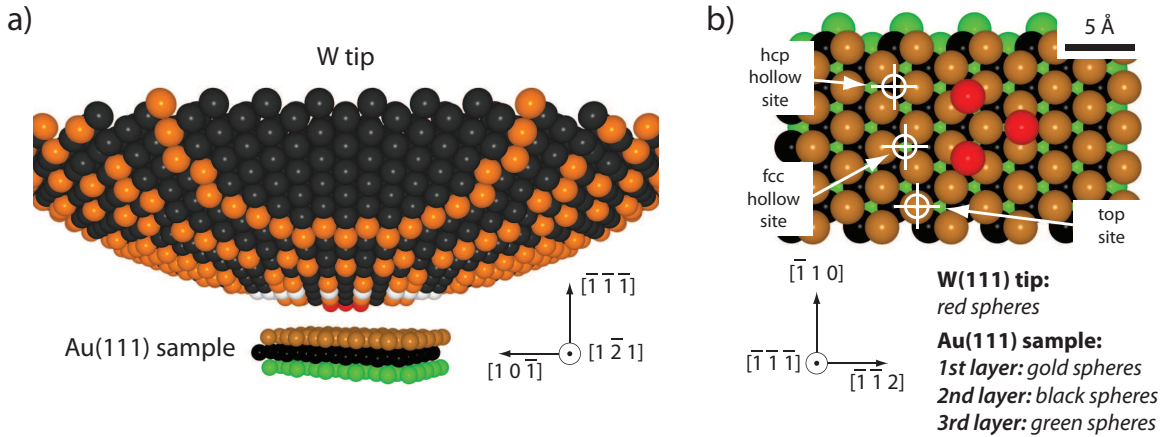 a)
W tip
Au(111) sample
[1̅ 1̅ 1̅]
[1 0 1̅]
[1 2̅ 1]
b)
5 Å
hcp
hollow
site
fcc
hollow
site
top
site
[1̅ 1 0]
[1̅ 1̅ 1̅]
[1̅ 1̅ 2]
W(111) tip:
red spheres
Au(111) sample:
1st layer: gold spheres
2nd layer: black spheres
3rd layer: green spheres